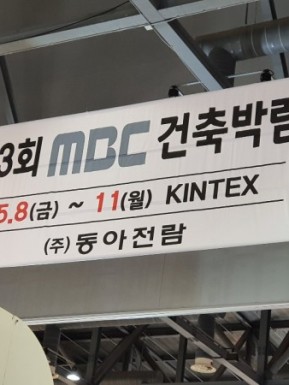 3회 mBC 건축박람
5.8(금) ~ 11(월) KINTEX
(주) 동아전람